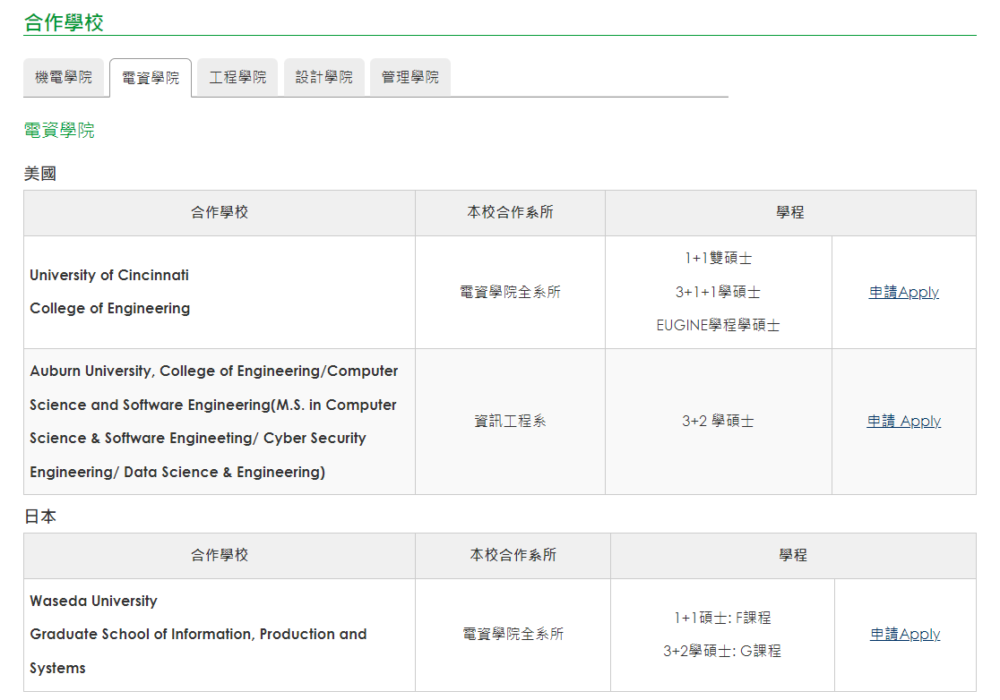 合作學校
機電學院 電資學院 工程學院 設計學院 管理學院
電資學院
美國
合作學校 本校合作系所 學程
University of Cincinnati
College of Engineering
電資學院全系所
1+1雙碩士
3+1+1學碩士
EUGINE學程學碩士
申請Apply
Auburn University, College of Engineering/Computer
Science and Software Engineering(M.S. in Computer
Science & Software Engineeting/ Cyber Security
Engineering/ Data Science & Engineering)
資訊工程系
3+2 學碩士
申請 Apply
日本
合作學校 本校合作系所 學程
Waseda University
Graduate School of Information, Production and
Systems
電資學院全系所
1+1碩士: F課程
3+2學碩士: G課程
申請Apply